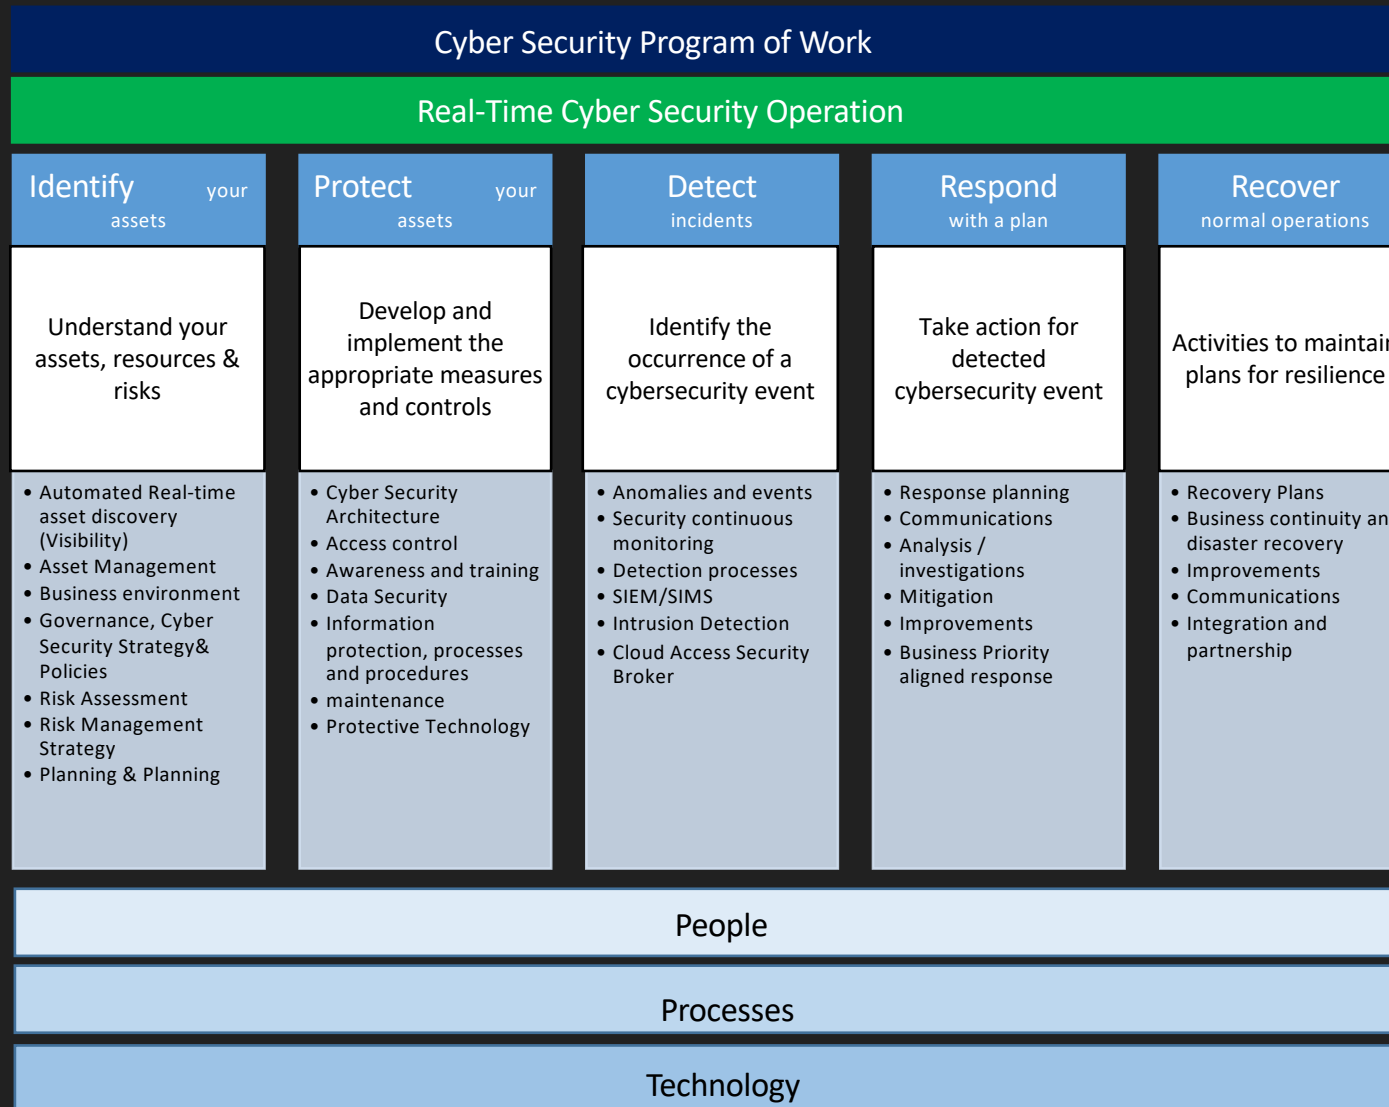 Cyber Security Program of Work
Real-Time Cyber Security Operation
Identify your
assets
Understand your
assets, resources &
risks
• Automated Real-time
asset discovery
(Visibility)
• Asset Management
• Business environment
• Governance, Cyber
Security Strategy&
Policies
• Risk Assessment
• Risk Management
Strategy
• Planning & Planning
Protect your
assets
Develop and
implement the
appropriate measures
and controls
• Cyber Security
Architecture
• Access control
• Awareness and training
• Data Security
• Information
protection, processes
and procedures
• maintenance
• Protective Technology
Detect
incidents
Identify the
occurrence of a
cybersecurity event
• Anomalies and events
• Security continuous
monitoring
• Detection processes
• SIEM/SIMS
• Intrusion Detection
• Cloud Access Security
Broker
Respond
with a plan
Take action for
detected
cybersecurity event
• Response planning
• Communications
• Analysis /
investigations
• Mitigation
• Improvements
• Business Priority
aligned response
Recover
normal operations
Activities to maintain
plans for resilience
• Recovery Plans
• Business continuity an
disaster recovery
• Improvements
• Communications
• Integration and
partnership
People
Processes
Technology